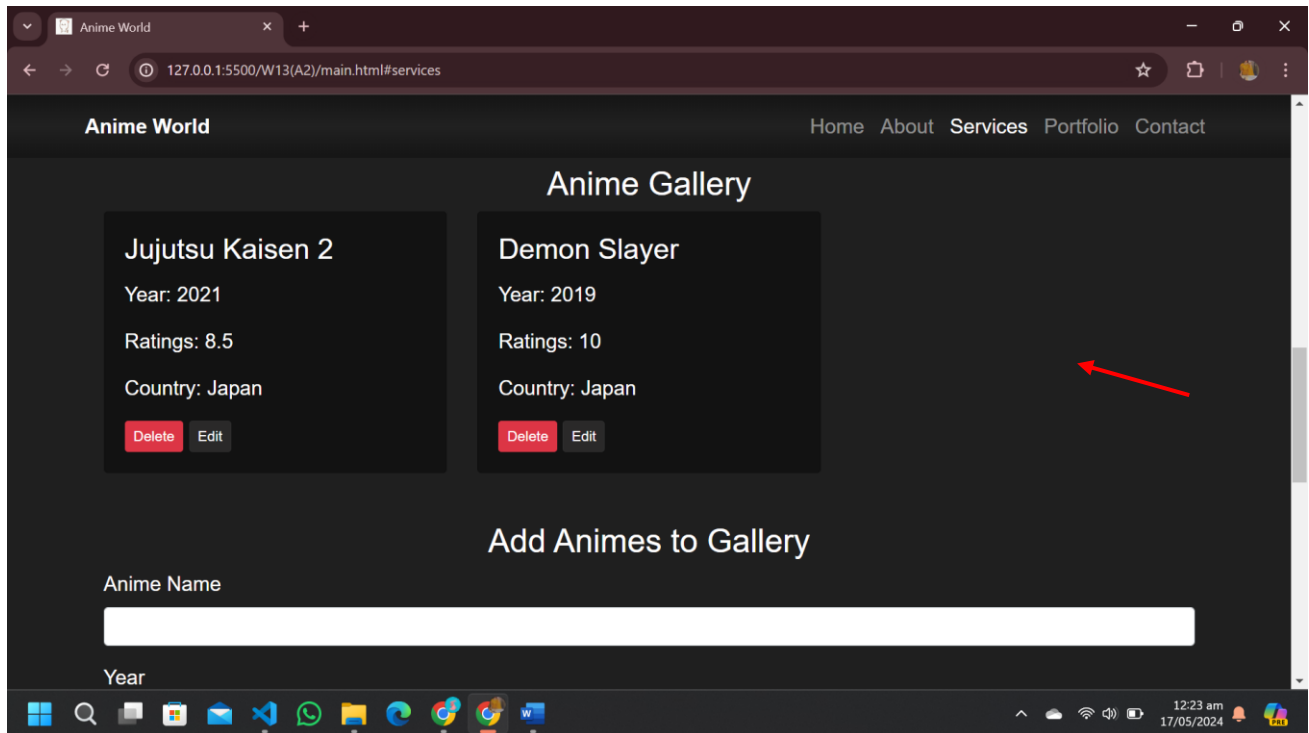 Anime World
127.0.0.1:5500/W13(A2)/main.html#services
Anime World
Home About Services Portfolio Contact
Anime Gallery
Jujutsu Kaisen 2
Year: 2021
Ratings: 8.5
Country: Japan
Delete Edit
Demon Slayer
Year: 2019
Ratings: 10
Country: Japan
Delete Edit
Add Animes to Gallery
Anime Name
Year
12:23 am
17/05/2024
PRE